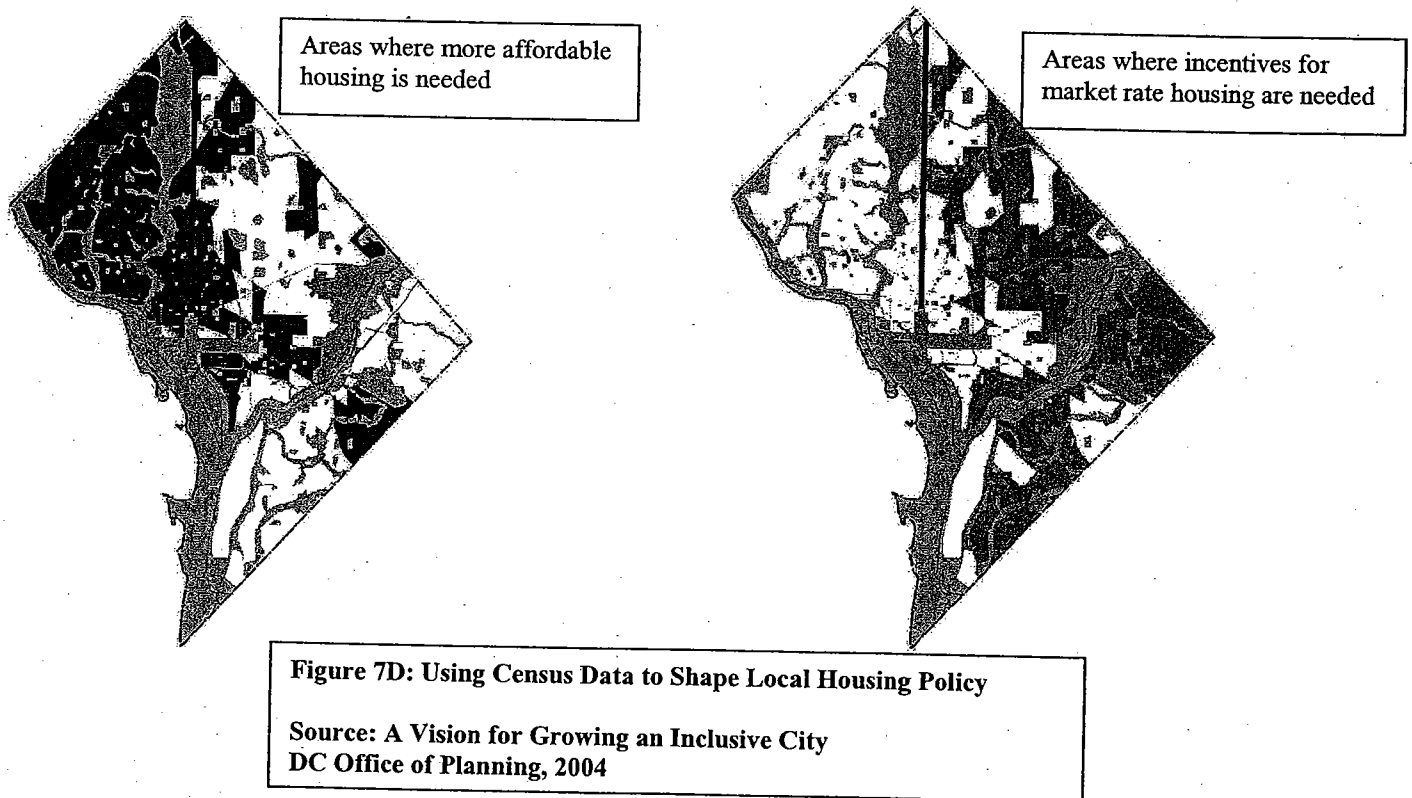 Areas where more affordable
housing is needed
Areas where incentives for
market rate housing are needed
Figure 7D: Using Census Data to Shape Local Housing Policy
Source: A Vision for Growing an Inclusive City
DC Office of Planning, 2004